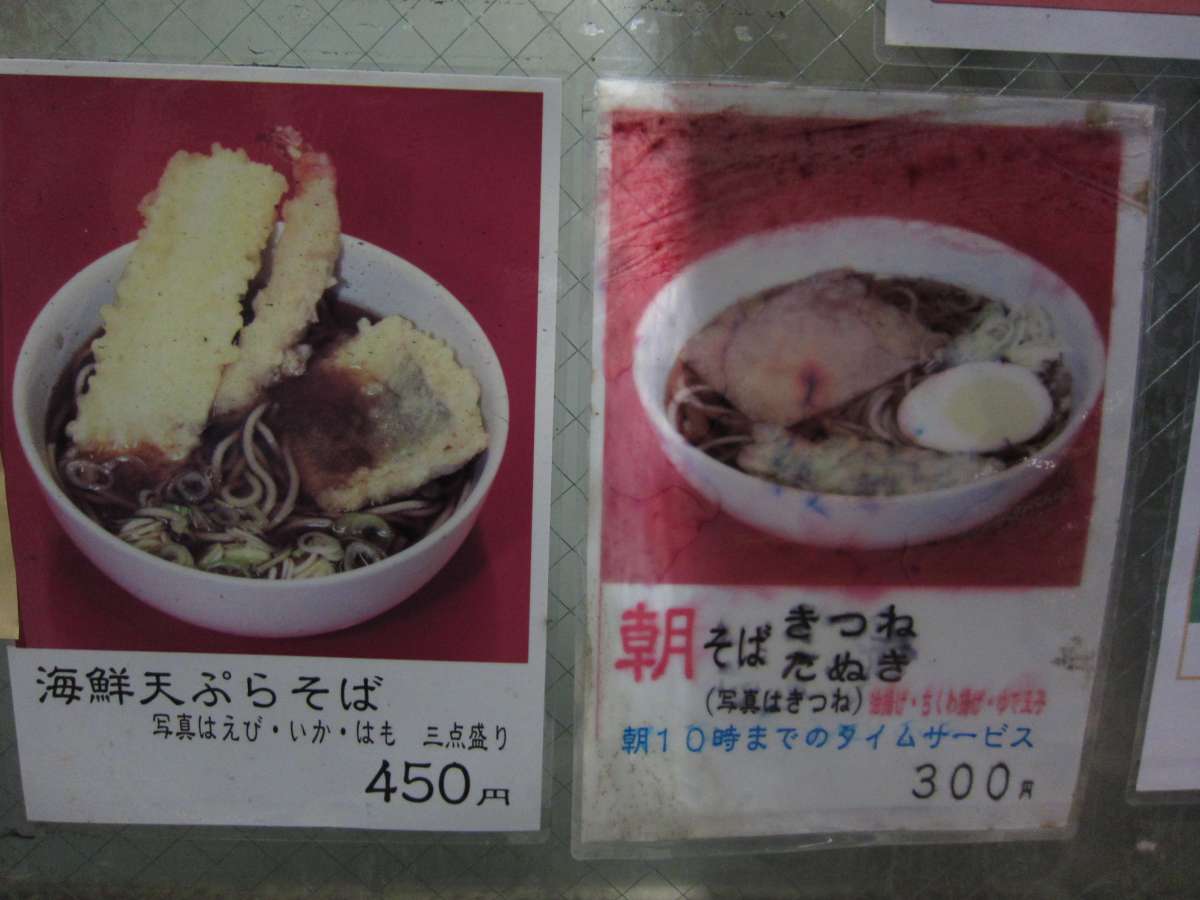 海鮮天ぷらそば
写真はえび・いか・はも 三点盛り
450円
朝そば きつね
たぬき
(写真はきつね) 油揚げ・ちくわ揚げ・ゆで玉子
朝10時までのタイムサービス
300円